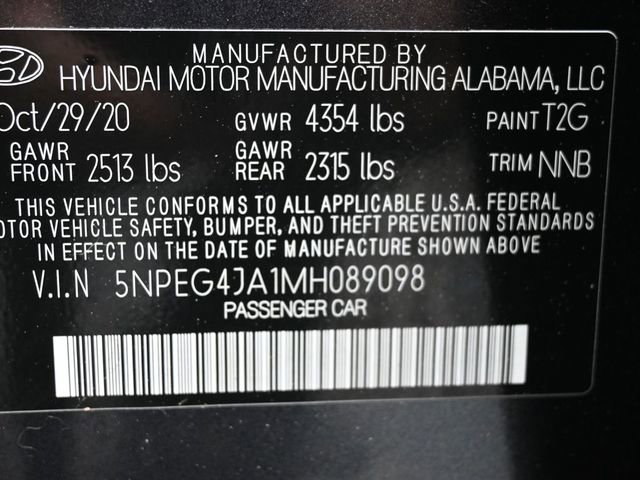 MANUFACTURED BY
HYUNDAI MOTOR MANUFACTURING ALABAMA, LLC
Oct/29/20 GVWR 4354 lbs PAINT T2G
GAWR FRONT 2513 lbs GAWR REAR 2315 lbs TRIM NNB
THIS VEHICLE CONFORMS TO ALL APPLICABLE U.S.A. FEDERAL
MOTOR VEHICLE SAFETY, BUMPER, AND THEFT PREVENTION STANDARDS
IN EFFECT ON THE DATE OF MANUFACTURE SHOWN ABOVE
V.I.N 5NPEG4JA1MH089098
PASSENGER CAR